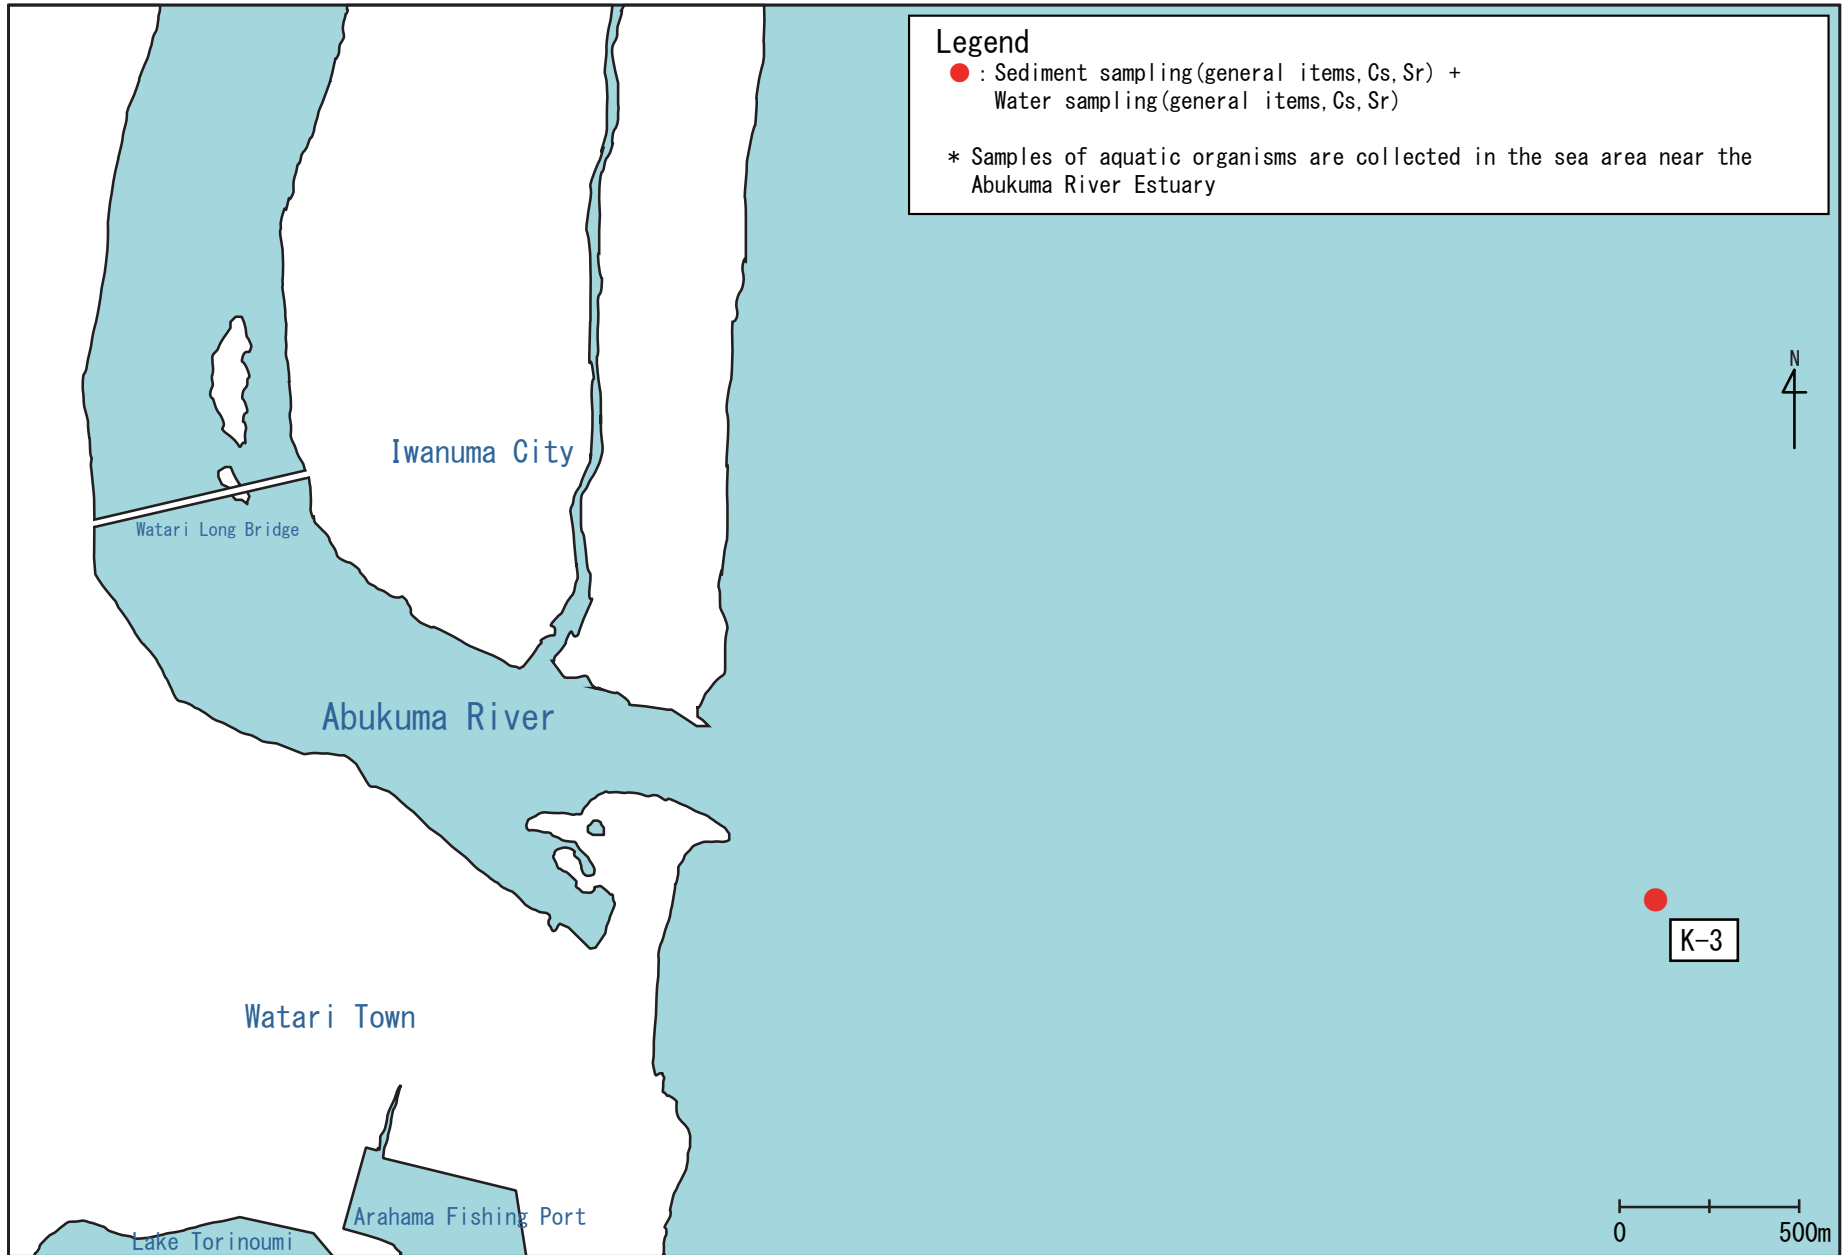 Legend
: Sediment sampling(general items,Cs,Sr) +
Water sampling(general items,Cs,Sr)
* Samples of aquatic organisms are collected in the sea area near the
Abukuma River Estuary
N
Iwanuma City
Watari Long Bridge
Abukuma River
K-3
Watari Town
Arahama Fishing Port
Lake Torinoumi
0 500m